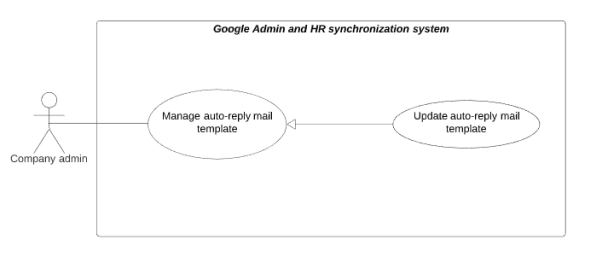 Google Admin and HR synchronization system
Manage auto-reply mail
template
Update auto-reply mail
template
Company admin